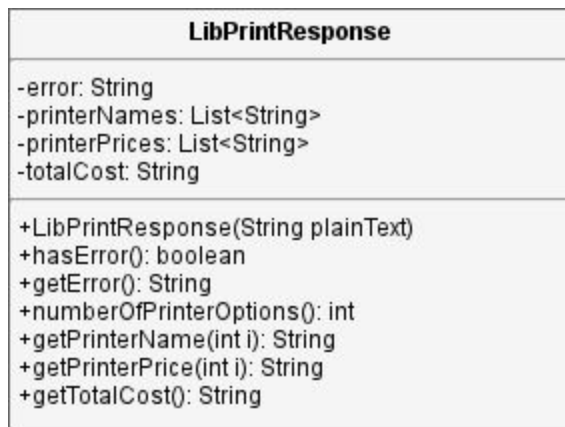 LibPrintResponse
-error: String
-printerNames: List<String>
-printerPrices: List<String>
-totalCost: String
+LibPrintResponse(String plainText)
+hasError(): boolean
+getError(): String
+numberOfPrinterOptions(): int
+getPrinterName(int i): String
+getPrinterPrice(int i): String
+getTotalCost(): String